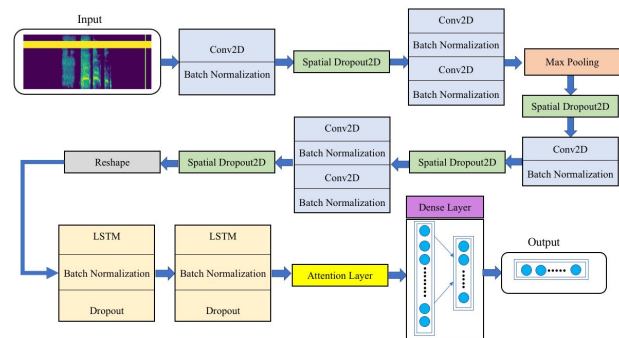 Input
Conv2D
Batch Normalization
Spatial Dropout2D
Conv2D
Batch Normalization
Conv2D
Batch Normalization
Max Pooling
Spatial Dropout2D
Conv2D
Batch Normalization
Spatial Dropout2D
Conv2D
Batch Normalization
Conv2D
Batch Normalization
Spatial Dropout2D
Reshape
LSTM
Batch Normalization
Dropout
LSTM
Batch Normalization
Dropout
Attention Layer
Dense Layer
Output